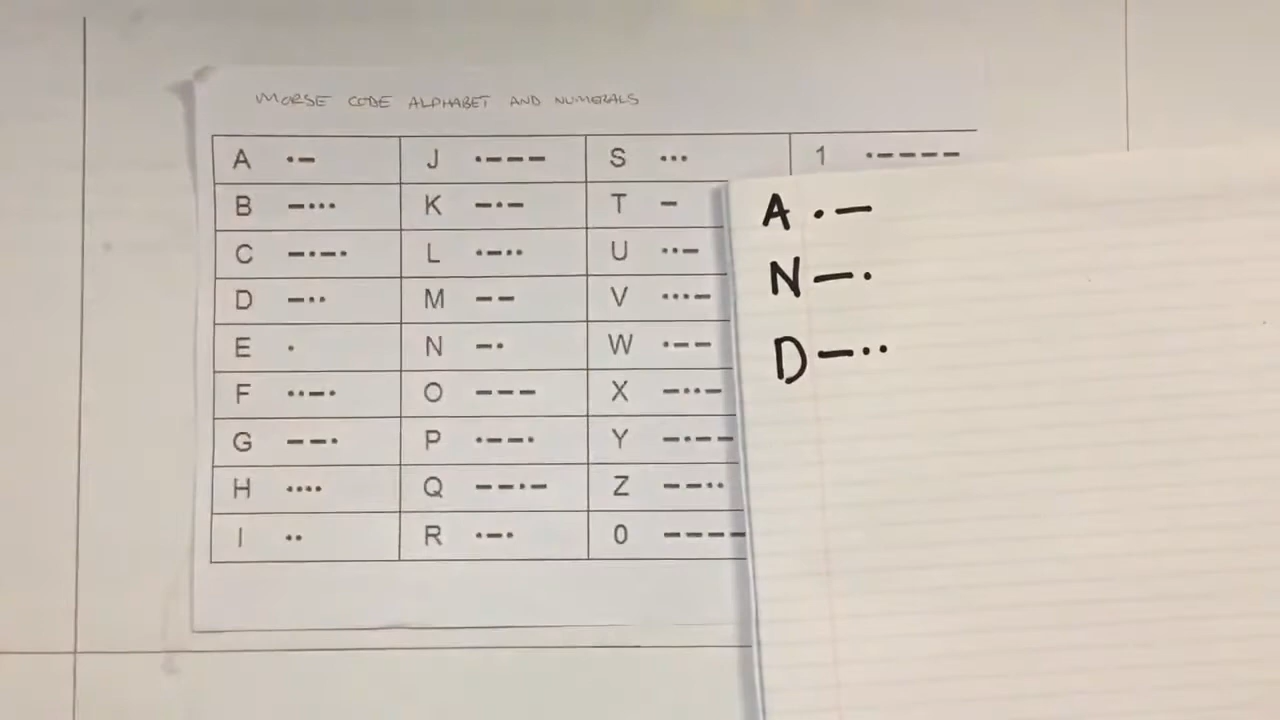 MORSE CODE ALPHABET AND NUMERALS
A •– J •––– S ••• 1 •––––
B –••• K –•– T –
C –•–• L •–•• U ••–
D –•• M –– V •••–
E • N –• W •––
F ••–• O ––– X –••–
G ––• P •––• Y –•––
H •••• Q ––•– Z ––••
I •• R •–• 0 ––––
A •–
N –•
D –••